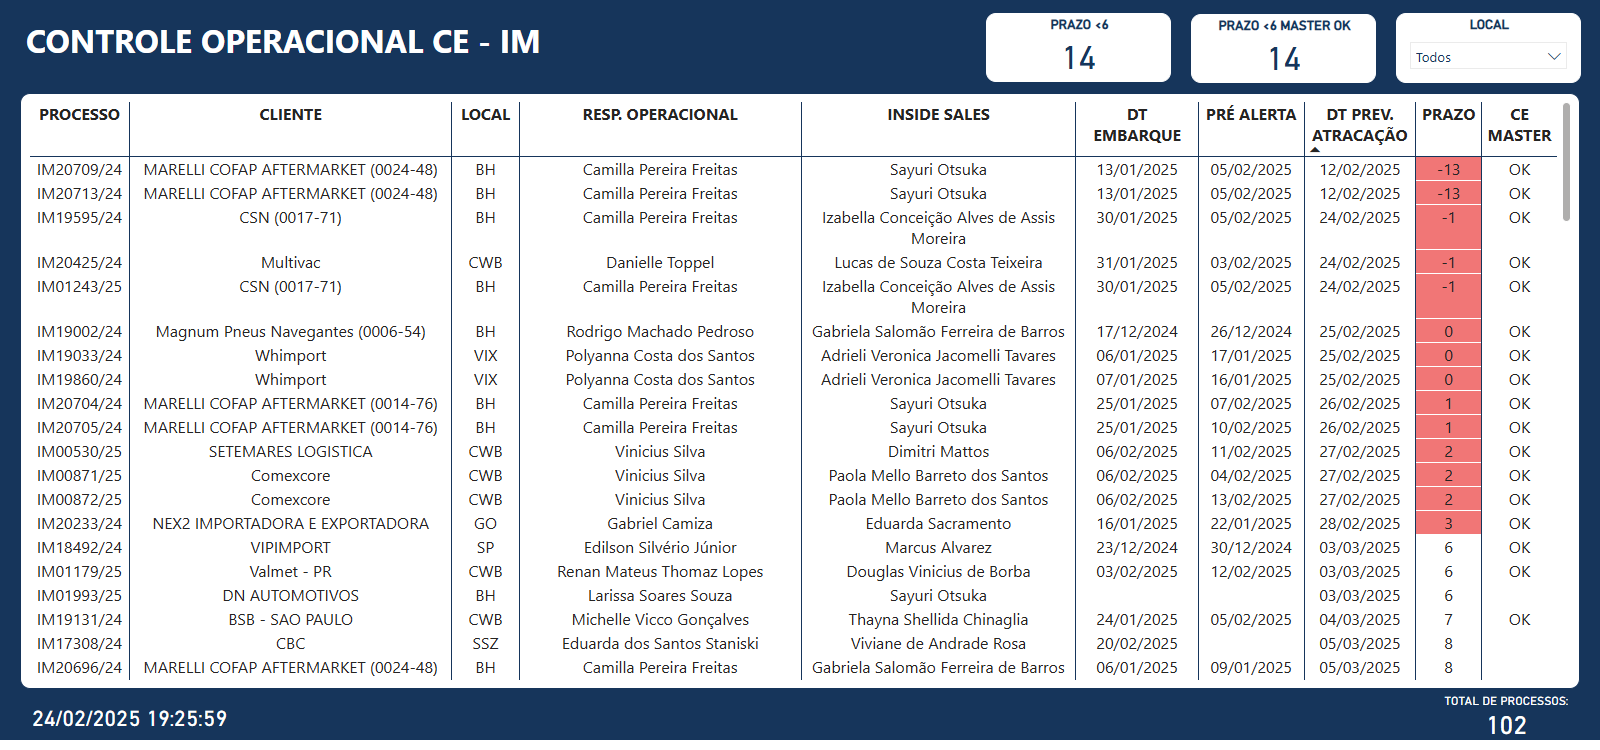 CONTROLE OPERACIONAL CE - IM
PRAZO <6
14
PRAZO <6 MASTER OK
14
LOCAL
Todos
PROCESSO CLIENTE LOCAL RESP. OPERACIONAL INSIDE SALES DT EMBARQUE PRÉ ALERTA DT PREV. ATRACAÇÃO PRAZO CE MASTER
IM20709/24 MARELLI COFAP AFTERMARKET (0024-48) BH Camilla Pereira Freitas Sayuri Otsuka 13/01/2025 05/02/2025 12/02/2025 -13 OK
IM20713/24 MARELLI COFAP AFTERMARKET (0024-48) BH Camilla Pereira Freitas Sayuri Otsuka 13/01/2025 05/02/2025 12/02/2025 -13 OK
IM19595/24 CSN (0017-71) BH Camilla Pereira Freitas Izabella Conceição Alves de Assis Moreira 30/01/2025 05/02/2025 24/02/2025 -1 OK
IM20425/24 Multivac CWB Danielle Toppel Lucas de Souza Costa Teixeira 31/01/2025 03/02/2025 24/02/2025 -1 OK
IM01243/25 CSN (0017-71) BH Camilla Pereira Freitas Izabella Conceição Alves de Assis Moreira 30/01/2025 05/02/2025 24/02/2025 -1 OK
IM19002/24 Magnum Pneus Navegantes (0006-54) BH Rodrigo Machado Pedroso Gabriela Salomão Ferreira de Barros 17/12/2024 26/12/2024 25/02/2025 0 OK
IM19033/24 Whimport VIX Polyanna Costa dos Santos Adrieli Veronica Jacomelli Tavares 06/01/2025 17/01/2025 25/02/2025 0 OK
IM19860/24 Whimport VIX Polyanna Costa dos Santos Adrieli Veronica Jacomelli Tavares 07/01/2025 16/01/2025 25/02/2025 0 OK
IM20704/24 MARELLI COFAP AFTERMARKET (0014-76) BH Camilla Pereira Freitas Sayuri Otsuka 25/01/2025 07/02/2025 26/02/2025 1 OK
IM20705/24 MARELLI COFAP AFTERMARKET (0014-76) BH Camilla Pereira Freitas Sayuri Otsuka 25/01/2025 10/02/2025 26/02/2025 1 OK
IM00530/25 SETEMARES LOGISTICA CWB Vinicius Silva Dimitri Mattos 06/02/2025 11/02/2025 27/02/2025 2 OK
IM00871/25 Comexcore CWB Vinicius Silva Paola Mello Barreto dos Santos 06/02/2025 04/02/2025 27/02/2025 2 OK
IM00872/25 Comexcore CWB Vinicius Silva Paola Mello Barreto dos Santos 06/02/2025 13/02/2025 27/02/2025 2 OK
IM20233/24 NEX2 IMPORTADORA E EXPORTADORA GO Gabriel Camiza Eduarda Sacramento 16/01/2025 22/01/2025 28/02/2025 3 OK
IM18492/24 VIPIMPORT SP Edilson Silvério Júnior Marcus Alvarez 23/12/2024 30/12/2024 03/03/2025 6 OK
IM01179/25 Valmet - PR CWB Renan Mateus Thomaz Lopes Douglas Vinicius de Borba 03/02/2025 12/02/2025 03/03/2025 6 OK
IM01993/25 DN AUTOMOTIVOS BH Larissa Soares Souza Sayuri Otsuka 03/03/2025 6
IM19131/24 BSB - SAO PAULO CWB Michelle Vicco Gonçalves Thayna Shellida Chinaglia 24/01/2025 05/02/2025 04/03/2025 7 OK
IM17308/24 CBC SSZ Eduarda dos Santos Staniski Viviane de Andrade Rosa 20/02/2025 05/03/2025 8
IM20696/24 MARELLI COFAP AFTERMARKET (0024-48) BH Camilla Pereira Freitas Gabriela Salomão Ferreira de Barros 06/01/2025 09/01/2025 05/03/2025 8
24/02/2025 19:25:59
TOTAL DE PROCESSOS:
102